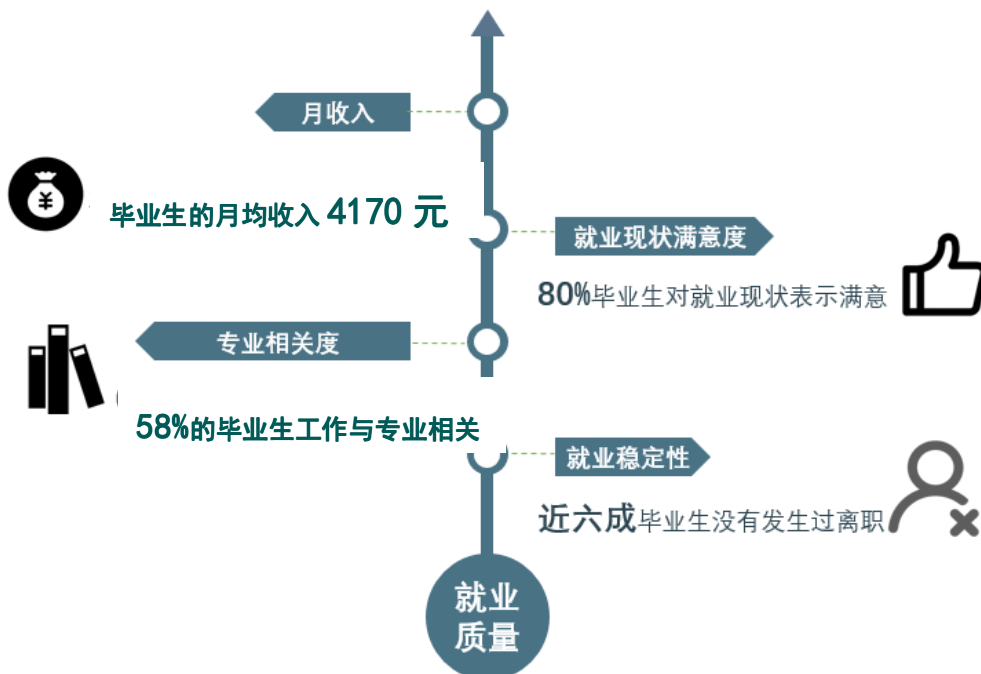 月收入
¥
毕业生的月均收入 4170 元
就业现状满意度
80%毕业生对就业现状表示满意
专业相关度
58%的毕业生工作与专业相关
就业稳定性
近六成毕业生没有发生过离职
就业
质量